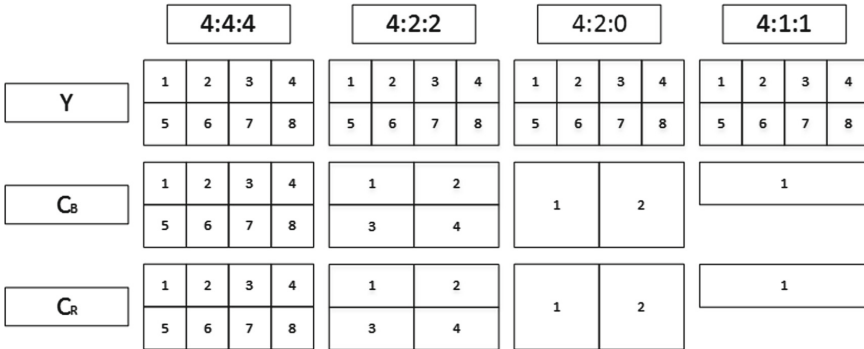 4:4:4 4:2:2 4:2:0 4:1:1
1 2 3 4 1 2 3 4 1 2 3 4 1 2 3 4
Y
5 6 7 8 5 6 7 8 5 6 7 8 5 6 7 8
1 2 3 4 1 2 1
CB 1 2
5 6 7 8 3 4
1 2 3 4 1 2 1
CR 1 2
5 6 7 8 3 4